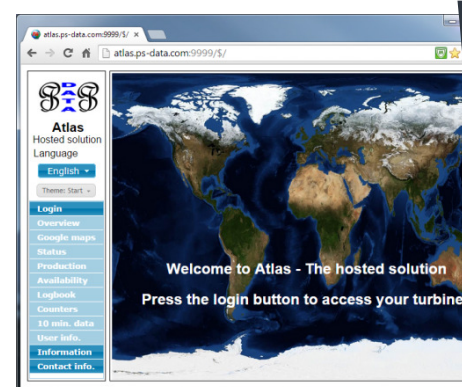 atlas.ps-data.com:9999/$/
atlas.ps-data.com:9999/$/
DATA
Atlas
Hosted solution
Language
English
Theme: Start
Login
Overview
Google maps
Status
Production
Availability
Logbook
Counters
10 min. data
User info.
Information
Contact info.
Welcome to Atlas - The hosted solution
Press the login button to access your turbine